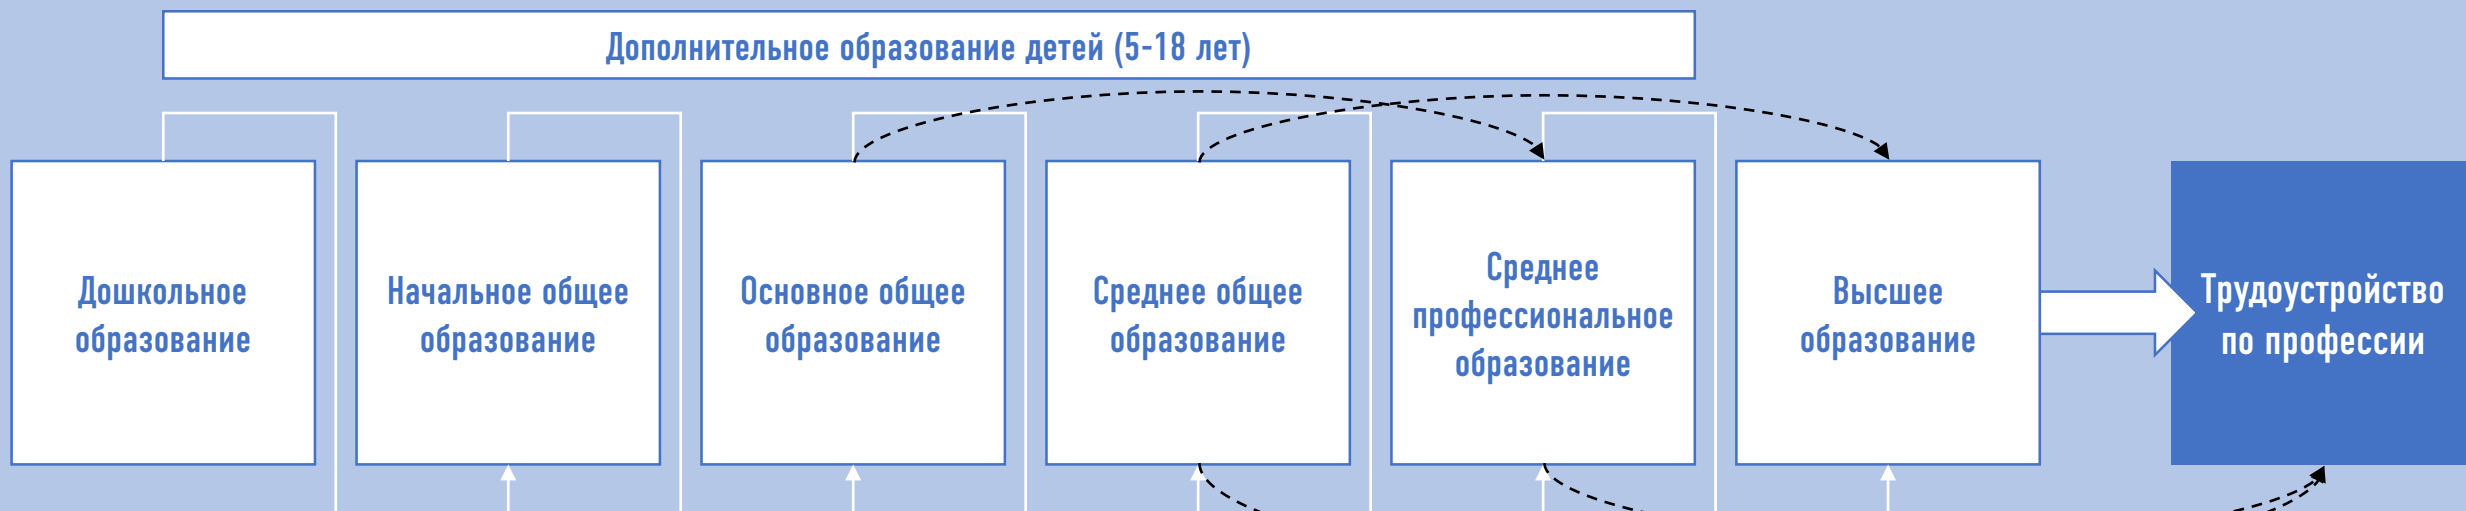 Дополнительное образование детей (5-18 лет)
Дошкольное
образование
Начальное общее
образование
Основное общее
образование
Среднее общее
образование
Среднее
профессиональное
образование
Высшее
образование
Трудоустройство
по профессии